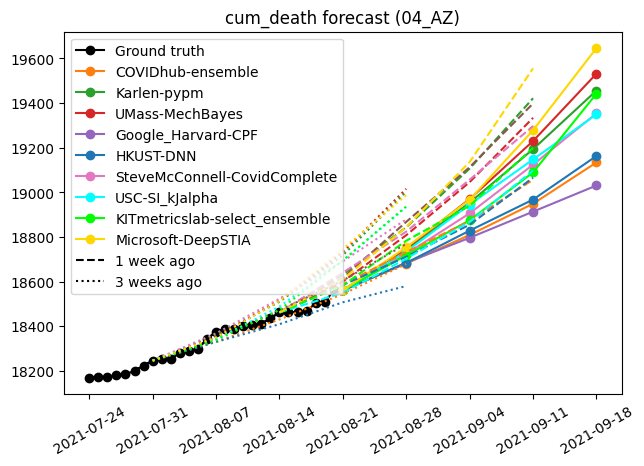 cum_death forecast (04_AZ)
Ground truth
COVIDhub-ensemble
Karlen-pypm
UMass-MechBayes
Google_Harvard-CPF
HKUST-DNN
SteveMcConnell-CovidComplete
USC-SI_kJalpha
KITmetricslab-select_ensemble
Microsoft-DeepSTIA
1 week ago
3 weeks ago
19600
19400
19200
19000
18800
18600
18400
18200
2021-07-24
2021-07-31
2021-08-07
2021-08-14
2021-08-21
2021-08-28
2021-09-04
2021-09-11
2021-09-18